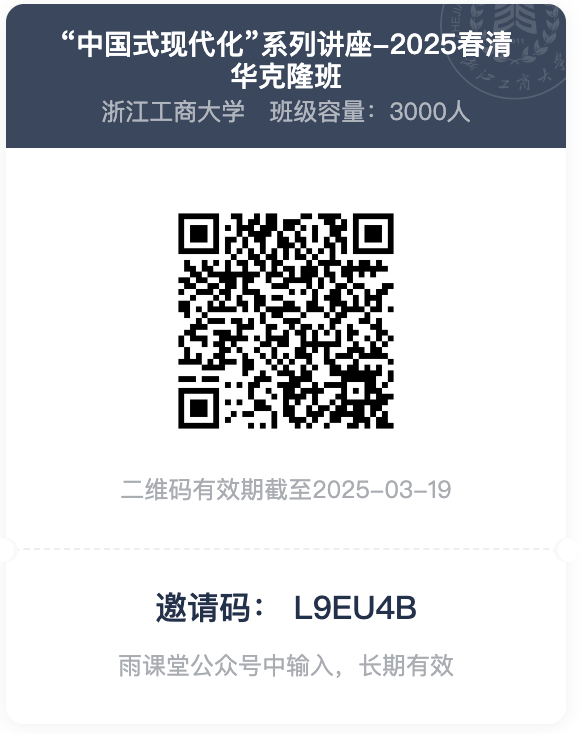 “中国式现代化”系列讲座-2025春清
华克隆班
浙江工商大学 班级容量：3000人
二维码有效期截至2025-03-19
邀请码： L9EU4B
雨课堂公众号中输入，长期有效